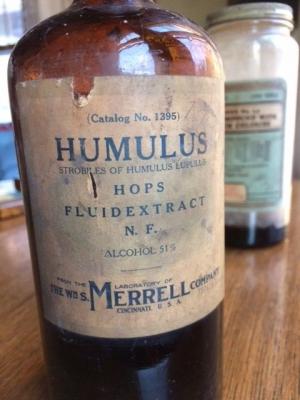 (Catalog No. 1395)
HUMULUS
STROBILES OF HUMULUS LUPULUS
HOPS
FLUIDEXTRACT
N. F.
ALCOHOL 51%
FROM THE LABORATORY OF
THE WM. S. MERRELL COMPANY
CINCINNATI, U.S.A.